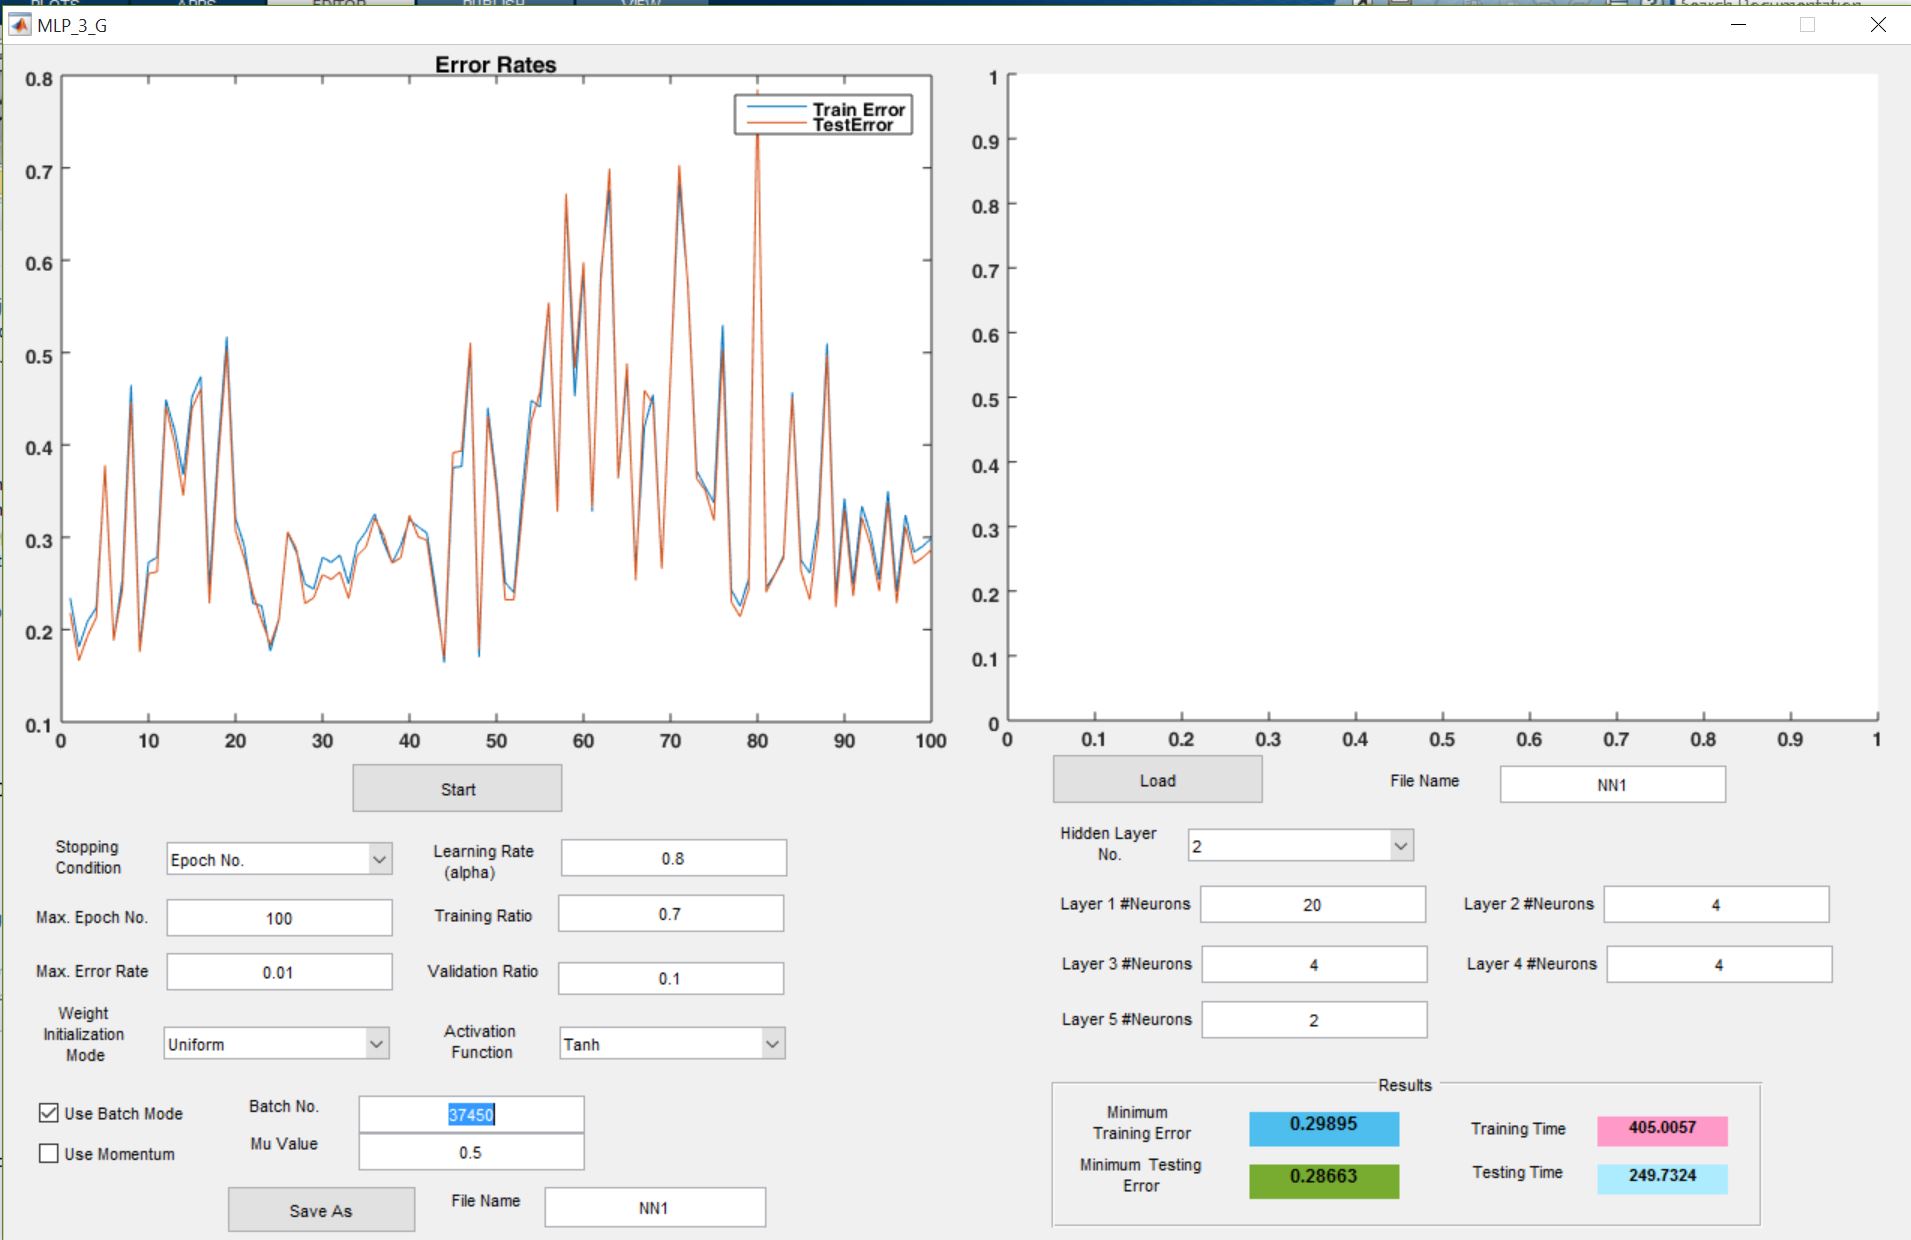 PLOTS APPS EDITOR PUBLISH VIEW Search Documentation
MLP_3_G
Error Rates
Train Error
TestError
0.8
0.7
0.6
0.5
0.4
0.3
0.2
0.1
0 10 20 30 40 50 60 70 80 90 100
1
0.9
0.8
0.7
0.6
0.5
0.4
0.3
0.2
0.1
0
0 0.1 0.2 0.3 0.4 0.5 0.6 0.7 0.8 0.9 1
Start
Stopping
Condition
Epoch No.
Learning Rate
(alpha)
0.8
Max. Epoch No.
100
Training Ratio
0.7
Max. Error Rate
0.01
Validation Ratio
0.1
Weight
Initialization
Mode
Uniform
Activation
Function
Tanh
Use Batch Mode
Batch No.
37450
Use Momentum
Mu Value
0.5
Save As
File Name
NN1
Load
File Name
NN1
Hidden Layer
No.
2
Layer 1 #Neurons
20
Layer 2 #Neurons
4
Layer 3 #Neurons
4
Layer 4 #Neurons
4
Layer 5 #Neurons
2
Results
Minimum
Training Error
0.29895
Training Time
405.0057
Minimum Testing
Error
0.28663
Testing Time
249.7324